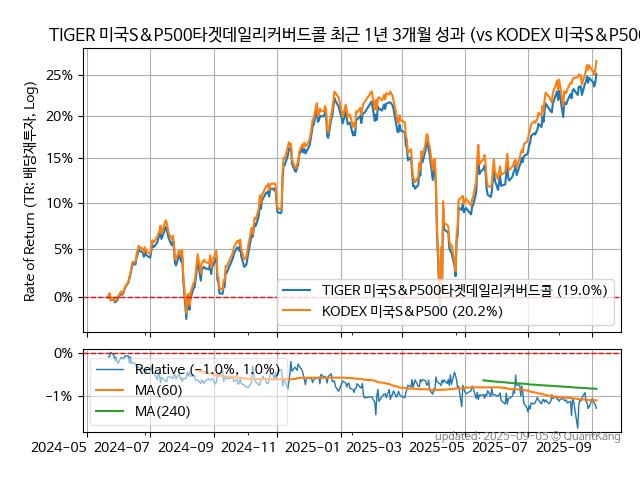 TIGER 미국S&P500타겟데일리커버드콜 최근 1년 3개월 성과 (vs KODEX 미국S&P500
Rate of Return (TR: 배당재투자, Log)
25%
20%
15%
10%
5%
0%
TIGER 미국S&P500타겟데일리커버드콜 (19.0%)
KODEX 미국S&P500 (20.2%)
0%
−1%
Relative (−1.0%, 1.0%)
MA(60)
MA(240)
updated: 2025-09-05 © QuantKang
2024-05 2024-07 2024-09 2024-11 2025-01 2025-03 2025-05 2025-07 2025-09